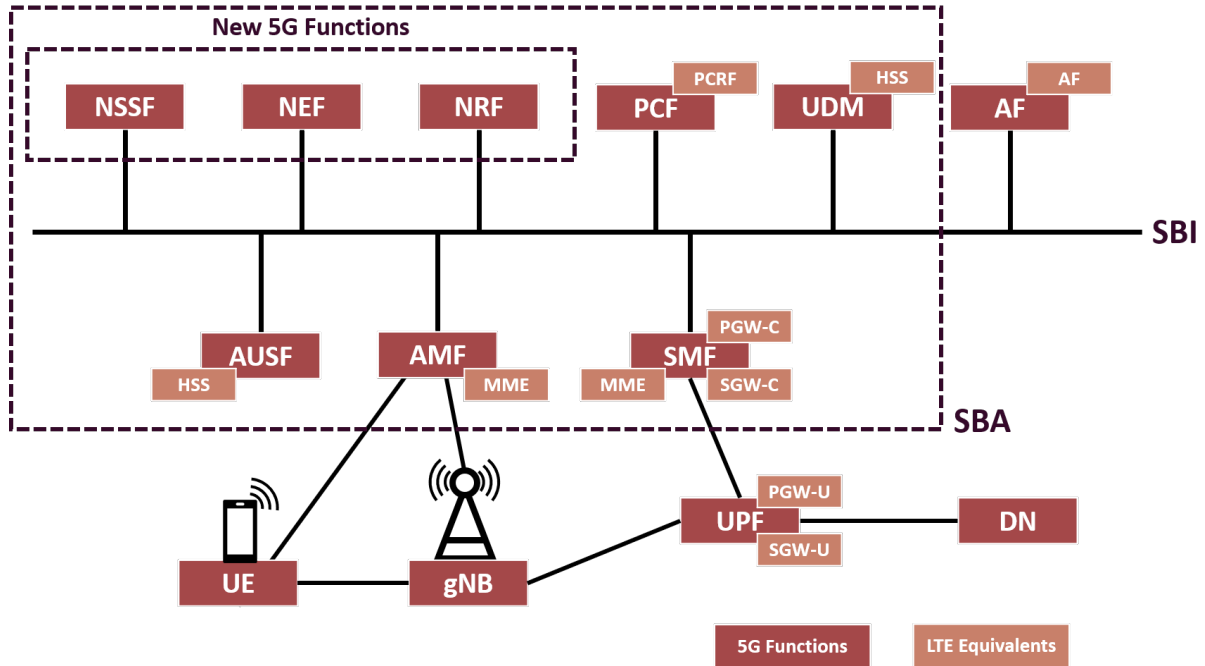 New 5G Functions
NSSF
NEF
NRF
PCF
PCRF
UDM
HSS
AF
AF
SBI
AUSF
HSS
AMF
MME
SMF
PGW-C
MME
SGW-C
SBA
UE
gNB
UPF
PGW-U
SGW-U
DN
5G Functions
LTE Equivalents